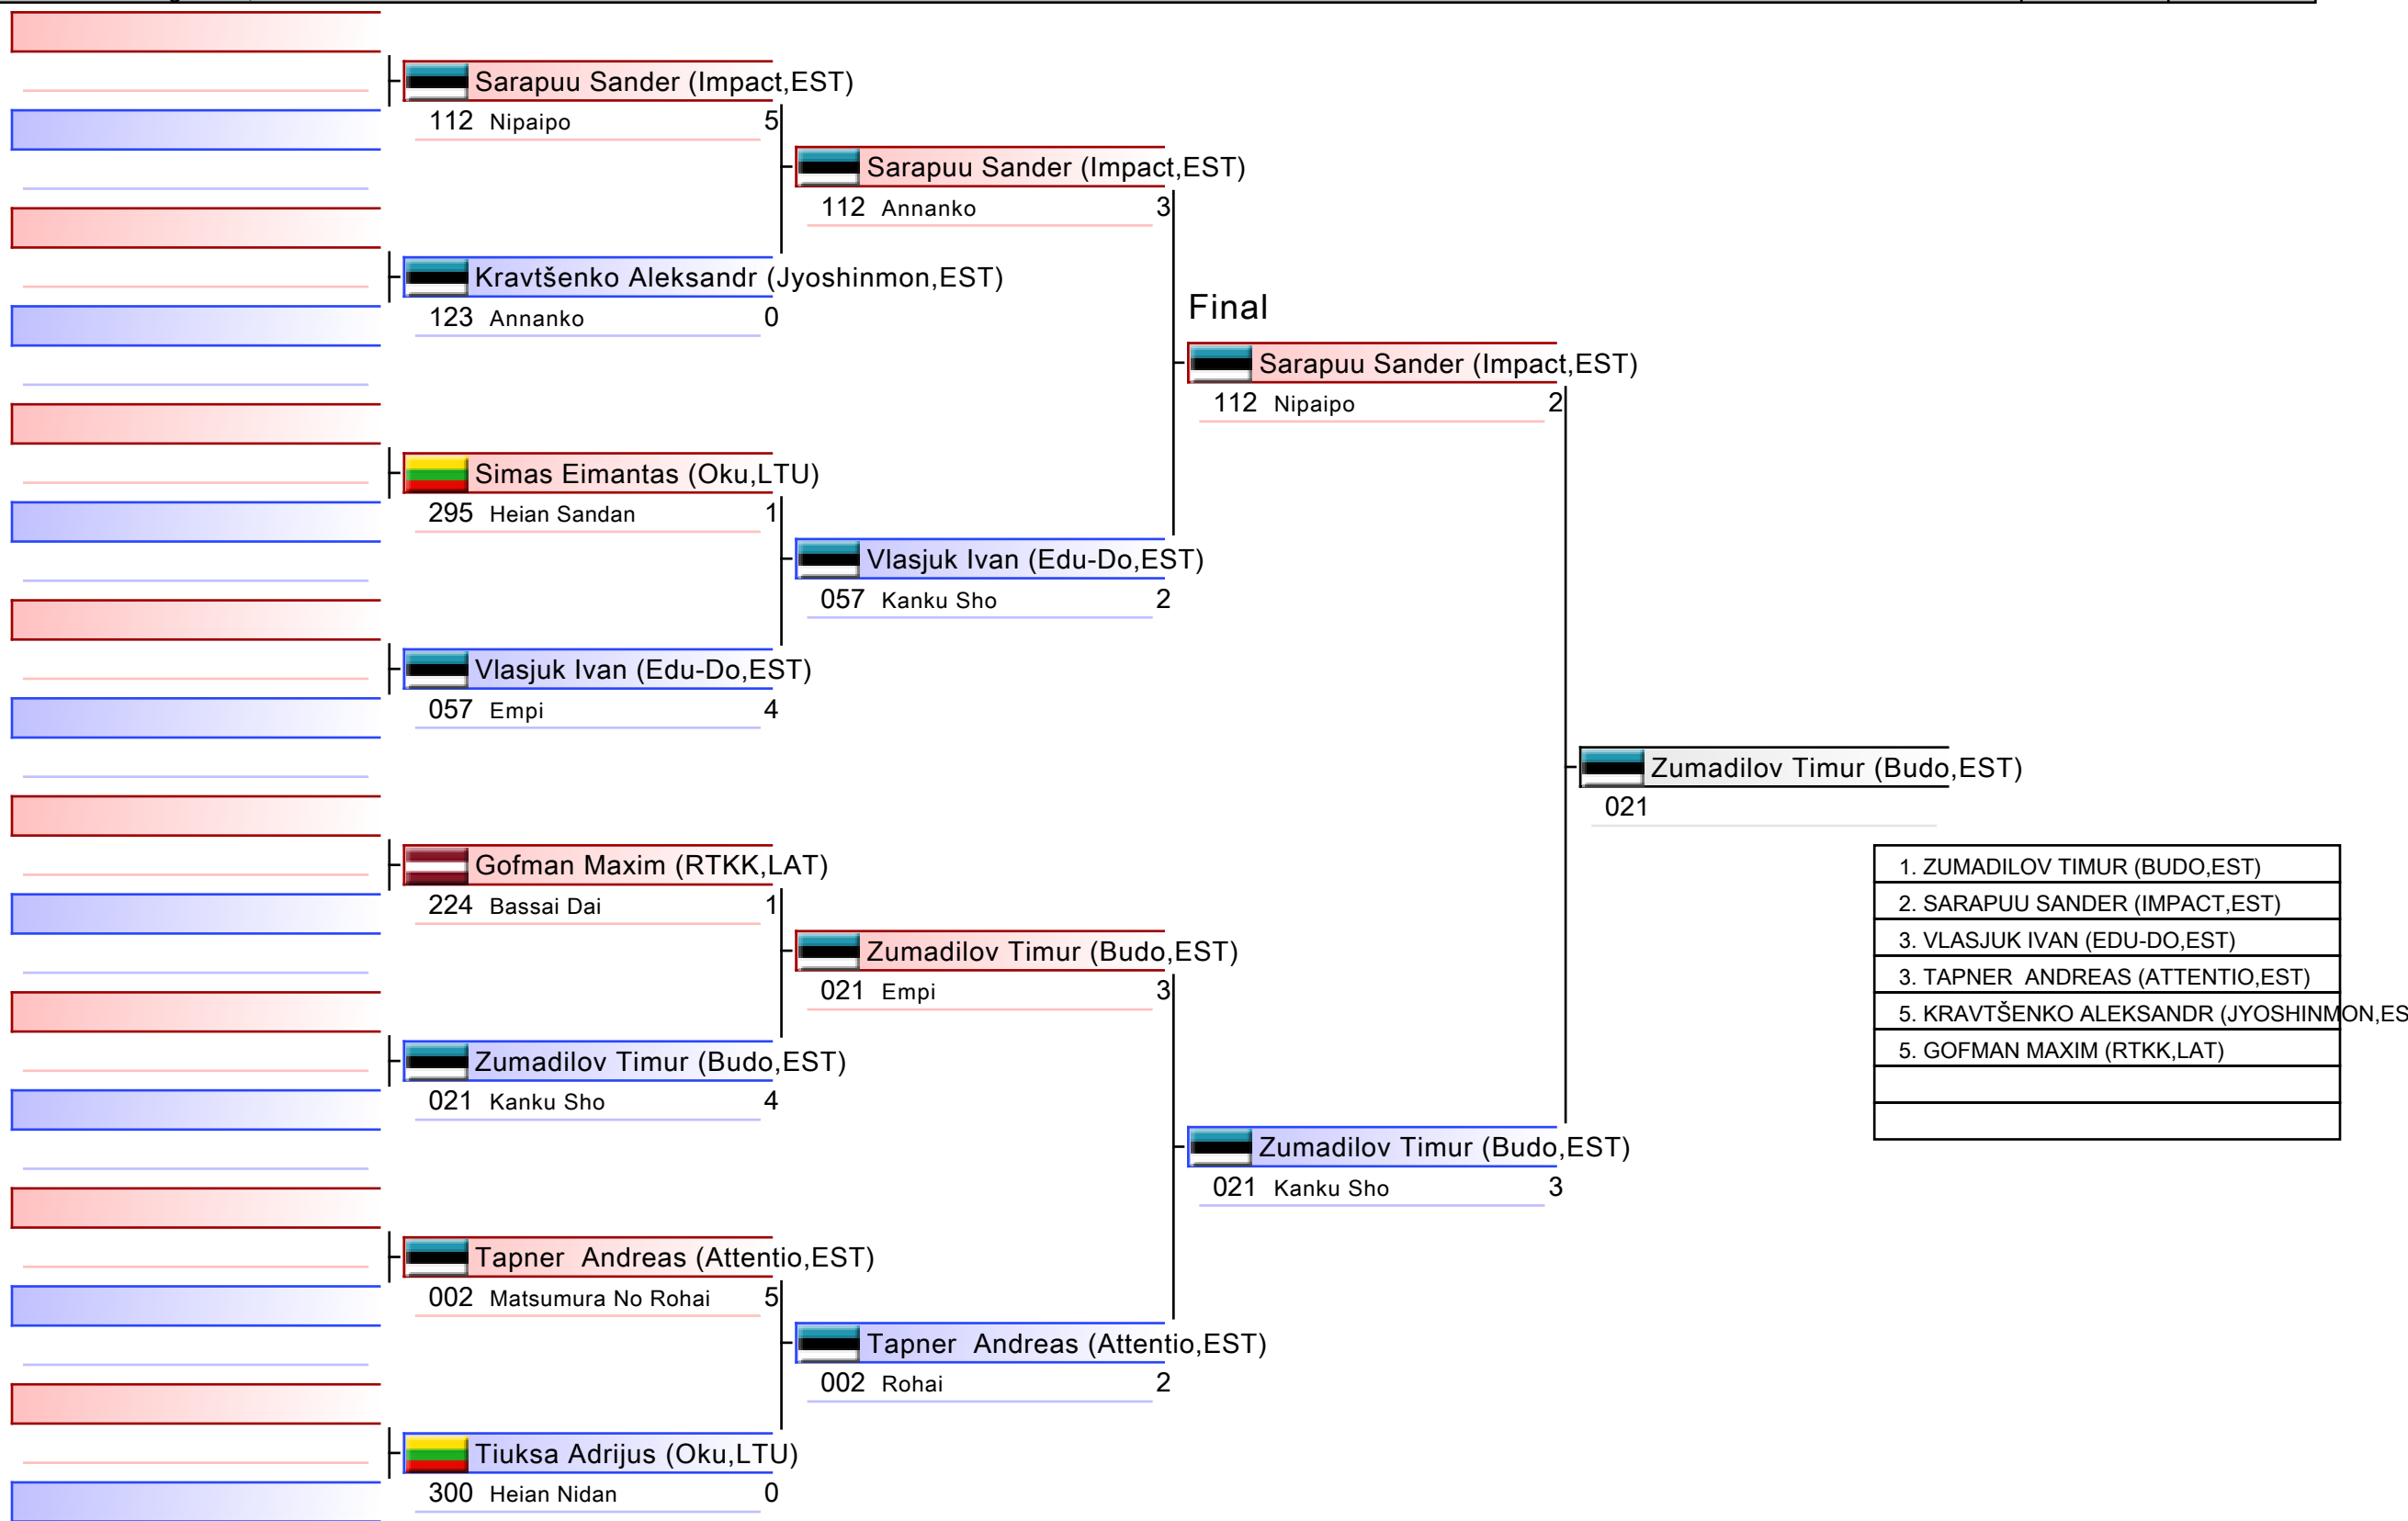 Sarapuu Sander (Impact,EST)
112 Nipaipo 5
Sarapuu Sander (Impact,EST)
112 Annanko 3
Kravtšenko Aleksandr (Jyoshinmon,EST)
123 Annanko 0
Final
Sarapuu Sander (Impact,EST)
112 Nipaipo 2
Simas Eimantas (Oku,LTU)
295 Heian Sandan 1
Vlasjuk Ivan (Edu-Do,EST)
057 Kanku Sho 2
Vlasjuk Ivan (Edu-Do,EST)
057 Empi 4
Zumadilov Timur (Budo,EST)
021
Gofman Maxim (RTKK,LAT)
224 Bassai Dai 1
Zumadilov Timur (Budo,EST)
021 Empi 3
Zumadilov Timur (Budo,EST)
021 Kanku Sho 4
Zumadilov Timur (Budo,EST)
021 Kanku Sho 3
Tapner  Andreas (Attentio,EST)
002 Matsumura No Rohai 5
Tapner  Andreas (Attentio,EST)
002 Rohai 2
Tiuksa Adrijus (Oku,LTU)
300 Heian Nidan 0
1. ZUMADILOV TIMUR (BUDO,EST)
2. SARAPUU SANDER (IMPACT,EST)
3. VLASJUK IVAN (EDU-DO,EST)
3. TAPNER  ANDREAS (ATTENTIO,EST)
5. KRAVTŠENKO ALEKSANDR (JYOSHINMON,ES
5. GOFMAN MAXIM (RTKK,LAT)